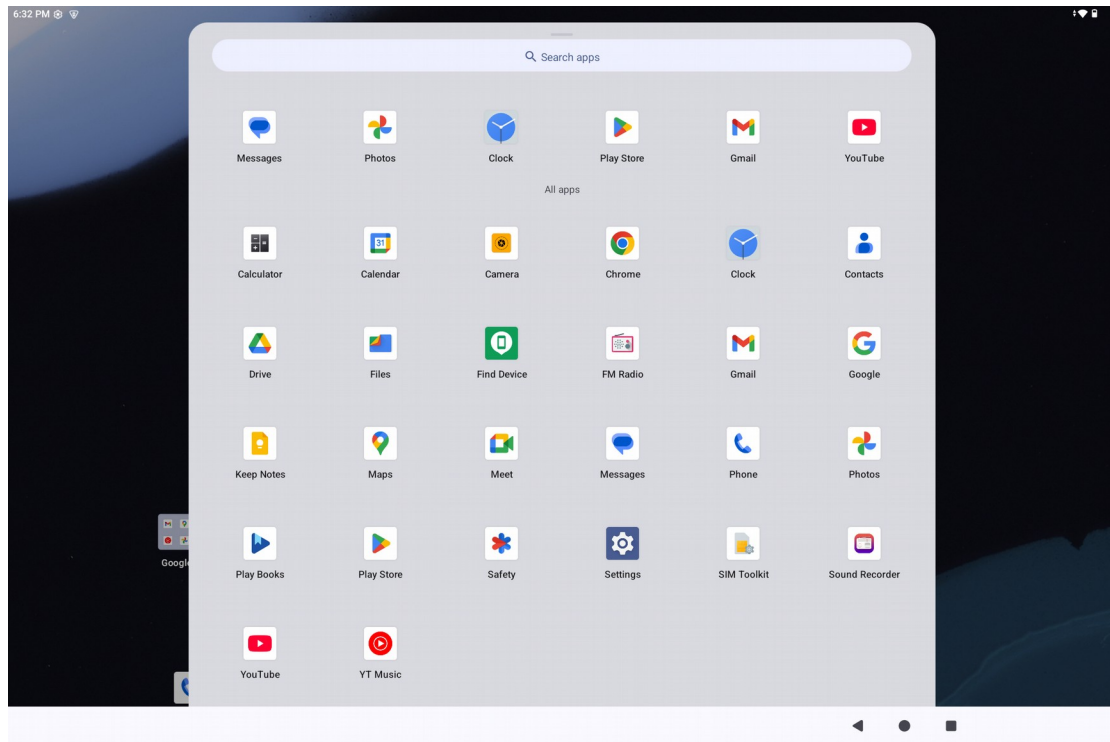 6:32 PM
Search apps
Messages Photos Clock Play Store Gmail YouTube
All apps
31
Calculator Calendar Camera Chrome Clock Contacts
Drive Files Find Device FM Radio Gmail Google
Keep Notes Maps Meet Messages Phone Photos
Google
Play Books Play Store Safety Settings SIM Toolkit Sound Recorder
YouTube YT Music